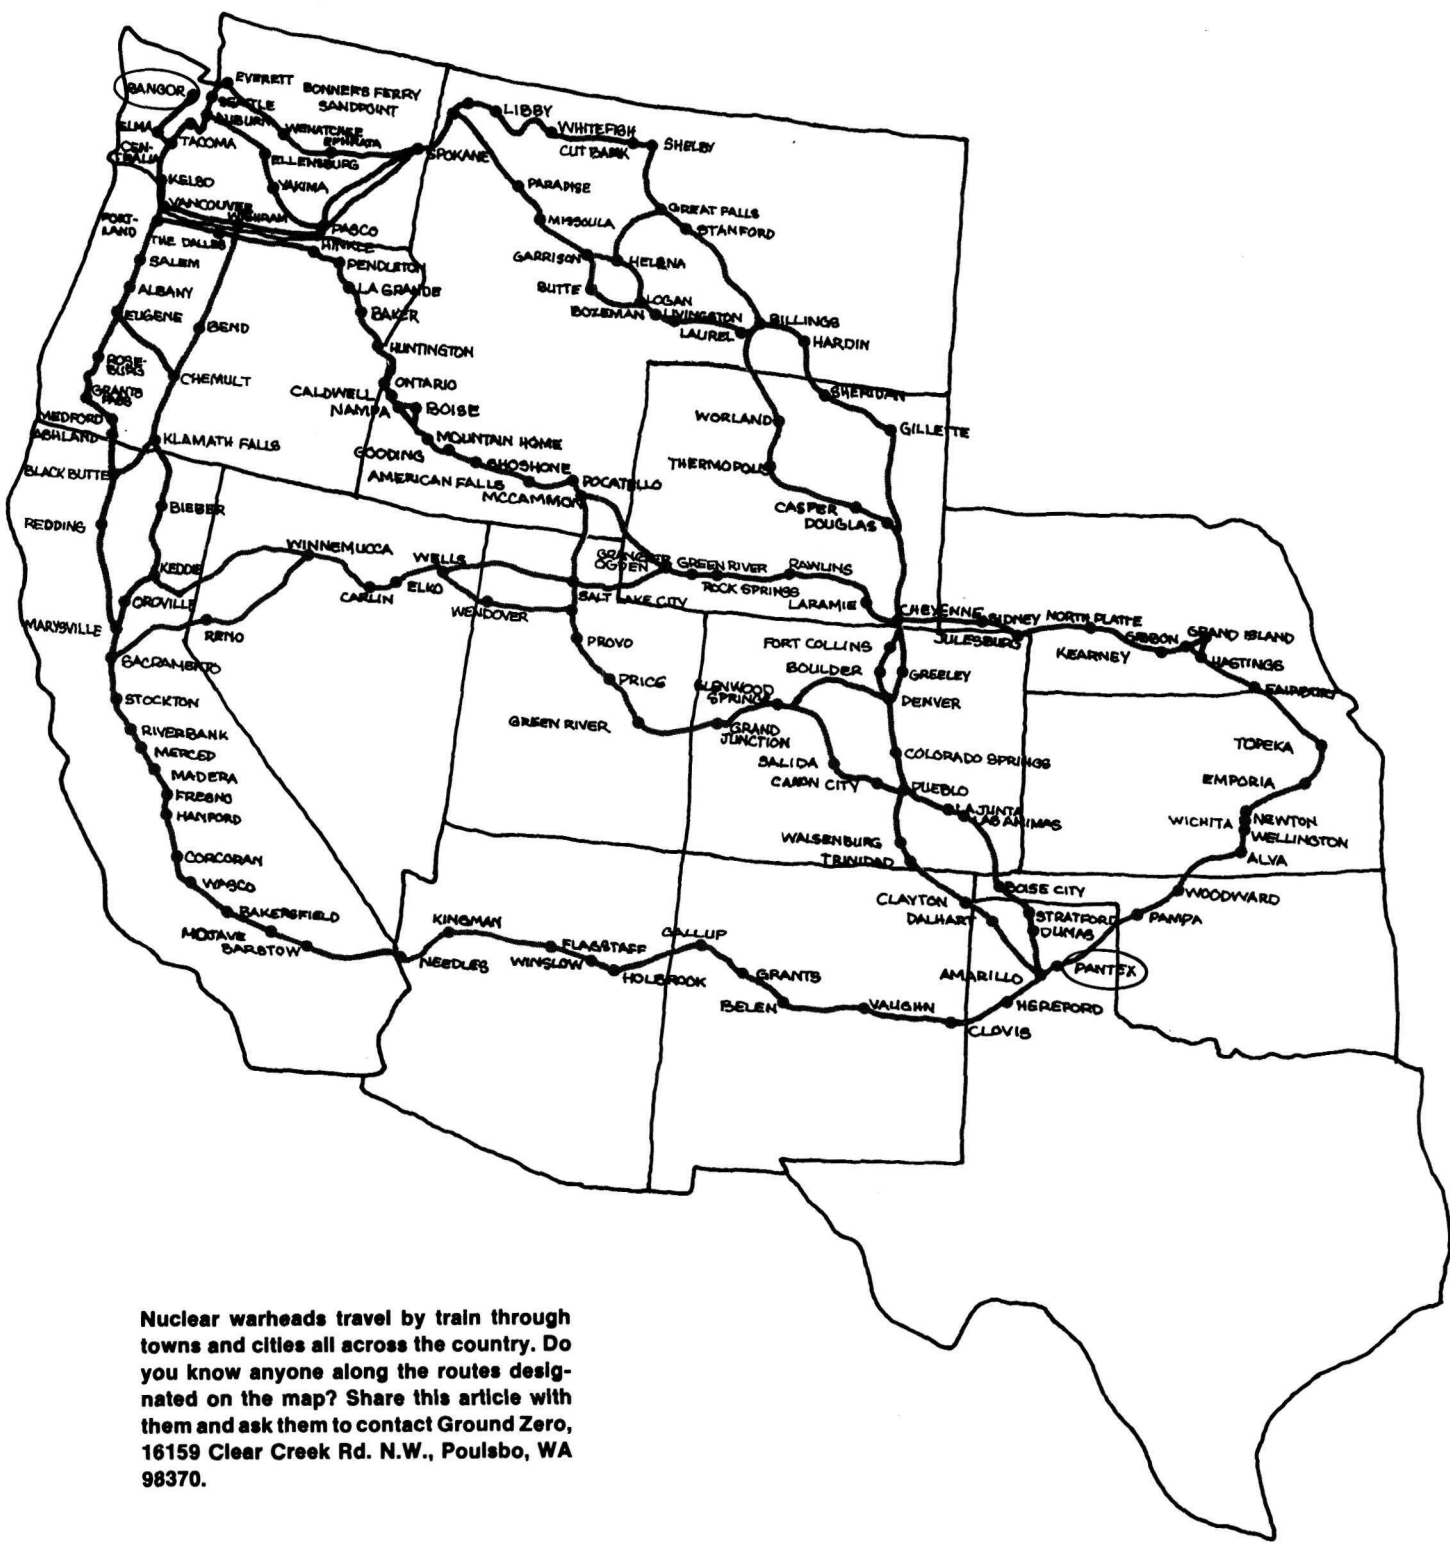 BANGOR
EVERETT
BONNER'S FERRY
SANDPOINT
SEATTLE
AUBURN
ELMA
CEN-
TRALIA
TACOMA
WENATCHEE
EPHRATA
ELLENSBURG
SPOKANE
LIBBY
WHITEFISH
CUT BANK
SHELBY
KELSO
YAKIMA
PARADISE
VANCOUVER
WISHRAM
PASCO
MISSOULA
GREAT FALLS
STANFORD
PORT-
LAND
THE DALLES
HINKLE
PENDLETON
GARRISON
HELENA
SALEM
LA GRANDE
BUTTE
LOGAN
ALBANY
BAKER
BOZEMAN
LIVINGSTON
LAUREL
BILLINGS
HARDIN
EUGENE
BEND
HUNTINGTON
ROSE-
BURG
CHEMULT
ONTARIO
CALDWELL
NAMPA
BOISE
SHERIDAN
GRANTS
PASS
MEDFORD
ASHLAND
KLAMATH FALLS
MOUNTAIN HOME
GOODING
SHOSHONE
WORLAND
GILLETTE
BLACK BUTTE
AMERICAN FALLS
POCATELLO
MCCAMMON
THERMOPOLIS
REDDING
BIEBER
CASPER
DOUGLAS
KEDDIE
WINNEMUCCA
WELLS
GRANGER
OGDEN
GREEN RIVER
ROCK SPRINGS
RAWLINS
OROVILLE
CARLIN
ELKO
WENDOVER
SALT LAKE CITY
LARAMIE
CHEYENNE
SIDNEY
NORTH PLATTE
JULESBURG
MARYSVILLE
RENO
PROVO
FORT COLLINS
KEARNEY
GIBBON
GRAND ISLAND
HASTINGS
SACRAMENTO
PRICE
GLENWOOD
SPRINGS
BOULDER
GREELEY
DENVER
FAIRBURY
STOCKTON
GREEN RIVER
GRAND
JUNCTION
RIVERBANK
MERCED
MADERA
FRESNO
HANFORD
SALIDA
CANON CITY
COLORADO SPRINGS
PUEBLO
LA JUNTA
LAS ANIMAS
TOPEKA
EMPORIA
WICHITA
NEWTON
WELLINGTON
ALVA
CORCORAN
WASCO
WALSENBURG
TRINIDAD
BAKERSFIELD
MOJAVE
BARSTOW
NEEDLES
KINGMAN
FLAGSTAFF
WINSLOW
HOLBROOK
GALLUP
GRANTS
BELEN
VAUGHN
CLOVIS
CLAYTON
DALHART
BOISE CITY
STRATFORD
DUMAS
AMARILLO
PANTEX
HEREFORD
PAMPA
WOODWARD
Nuclear warheads travel by train through
towns and cities all across the country. Do
you know anyone along the routes desig-
nated on the map? Share this article with
them and ask them to contact Ground Zero,
16159 Clear Creek Rd. N.W., Poulsbo, WA
98370.